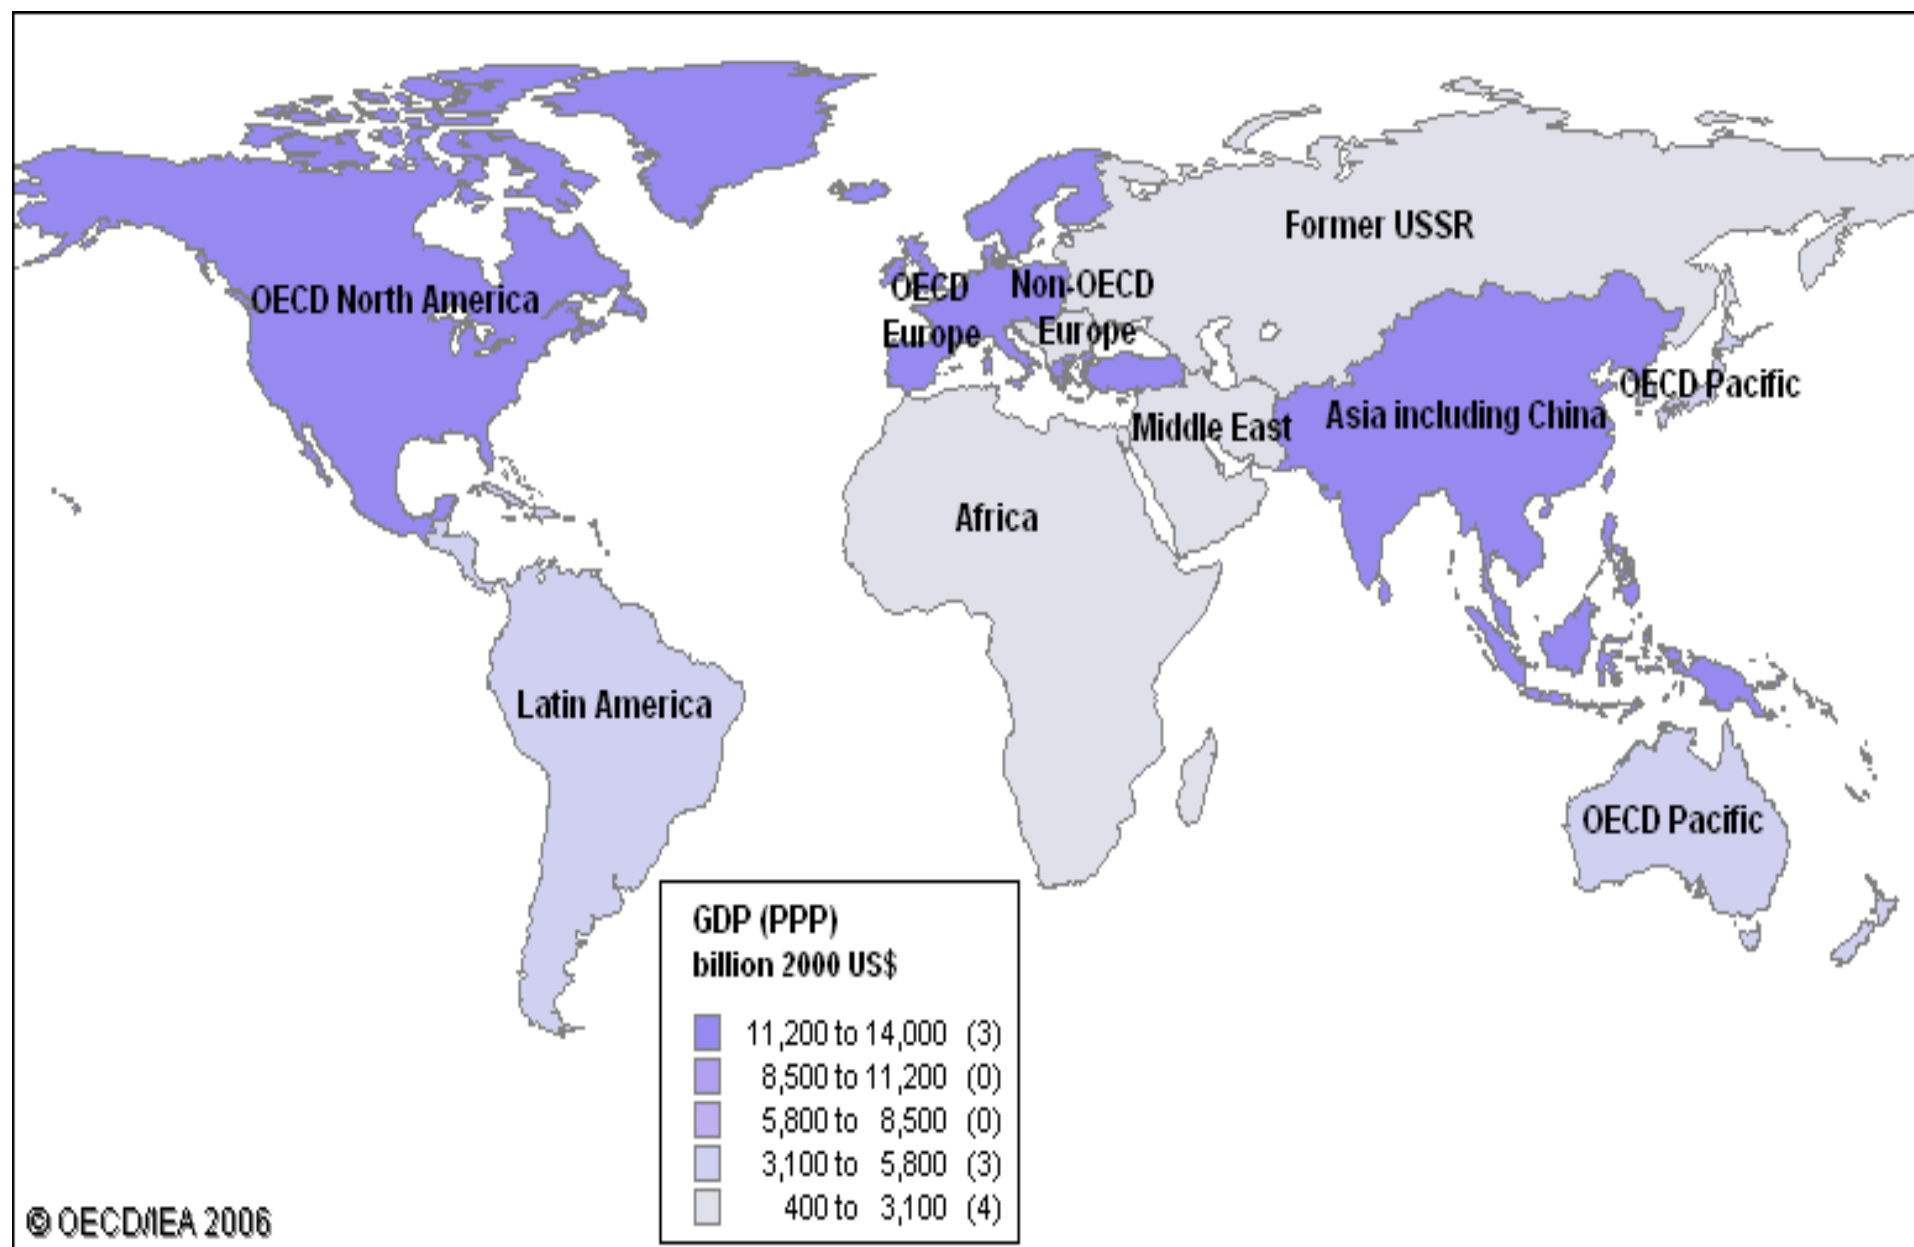 Former USSR
OECD North America
OECD
Europe
Non-OECD
Europe
OECD Pacific
Asia including China
Middle East
Africa
Latin America
OECD Pacific
GDP (PPP)
billion 2000 US$
11,200 to 14,000 (3)
8,500 to 11,200 (0)
5,800 to 8,500 (0)
3,100 to 5,800 (3)
400 to 3,100 (4)
© OECD/IEA 2006